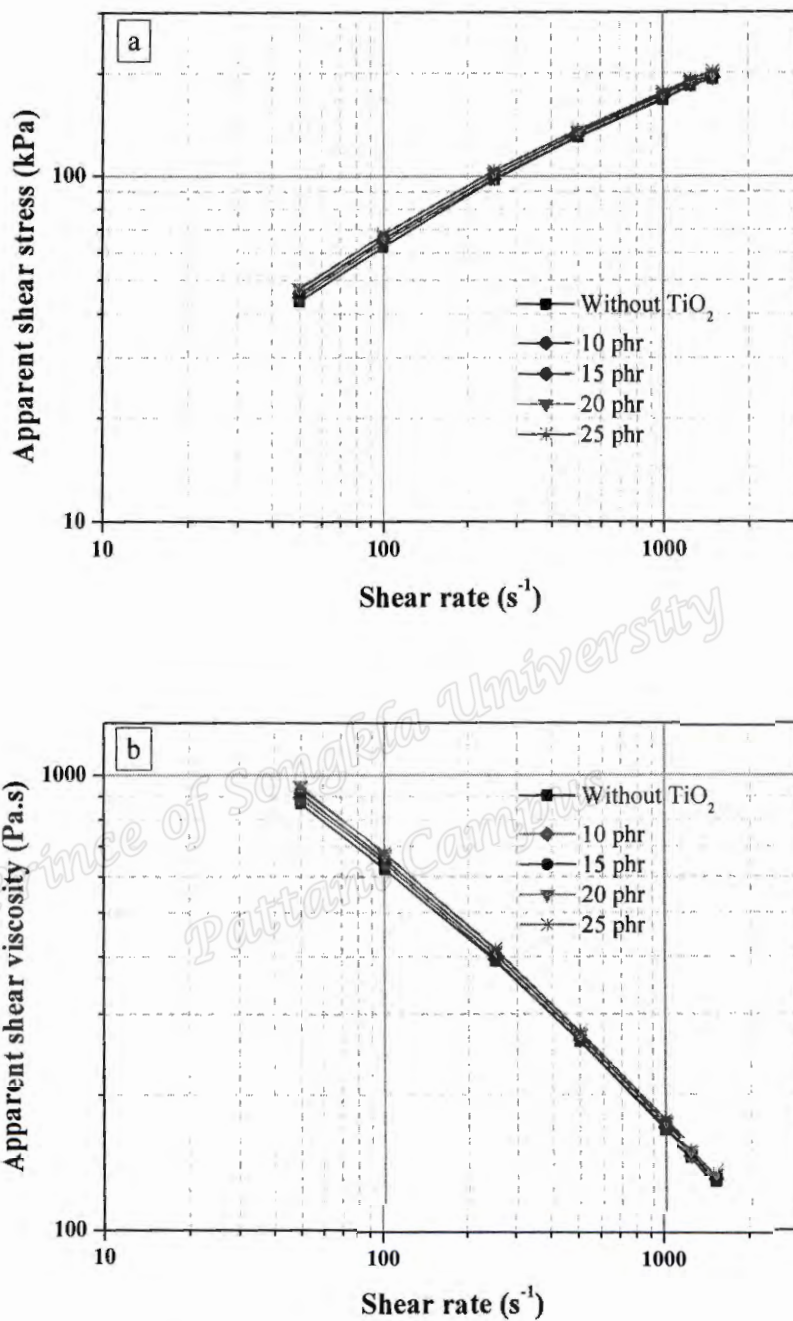 a
Apparent shear stress (kPa)
100
10
Without TiO₂
10 phr
15 phr
20 phr
25 phr
10
100
1000
Shear rate (s⁻¹)
Prince of Songkla University
Pattani Campus
b
Apparent shear viscosity (Pa.s)
1000
100
Without TiO₂
10 phr
15 phr
20 phr
25 phr
10
100
1000
Shear rate (s⁻¹)